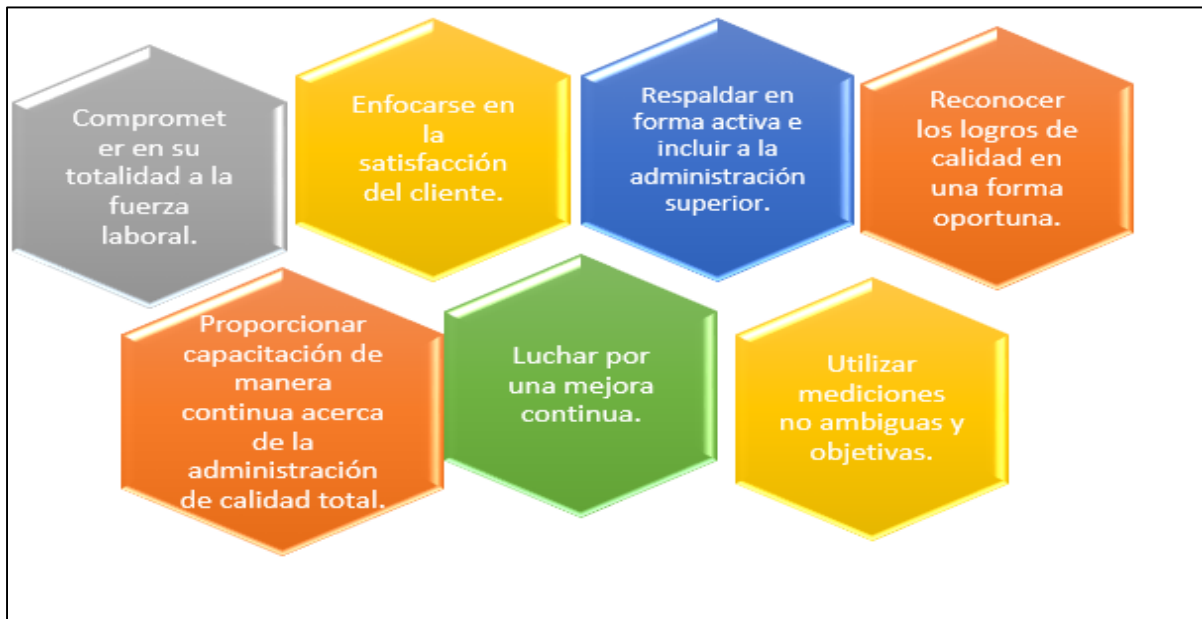 Compromet
er en su
totalidad a la
fuerza
laboral.
Enfocarse en
la
satisfacción
del cliente.
Respaldar en
forma activa e
incluir a la
administración
superior.
Reconocer
los logros de
calidad en
una forma
oportuna.
Proporcionar
capacitación de
manera
continua acerca
de la
administración
de calidad total.
Luchar por
una mejora
continua.
Utilizar
mediciones
no ambiguas y
objetivas.